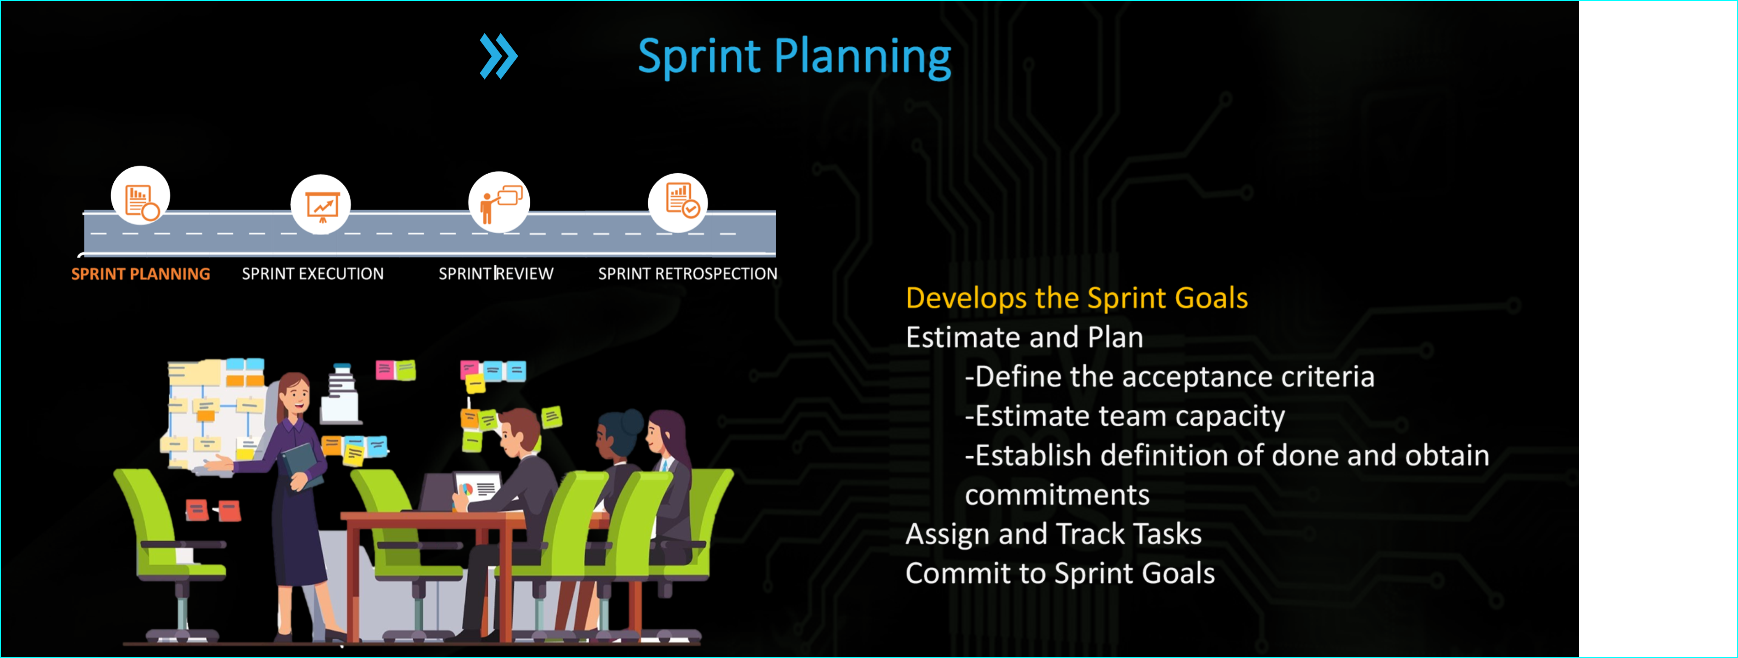 Sprint Planning
SPRINT PLANNING
SPRINT EXECUTION
SPRINT REVIEW
SPRINT RETROSPECTION
Develops the Sprint Goals
Estimate and Plan
-Define the acceptance criteria
-Estimate team capacity
-Establish definition of done and obtain
commitments
Assign and Track Tasks
Commit to Sprint Goals